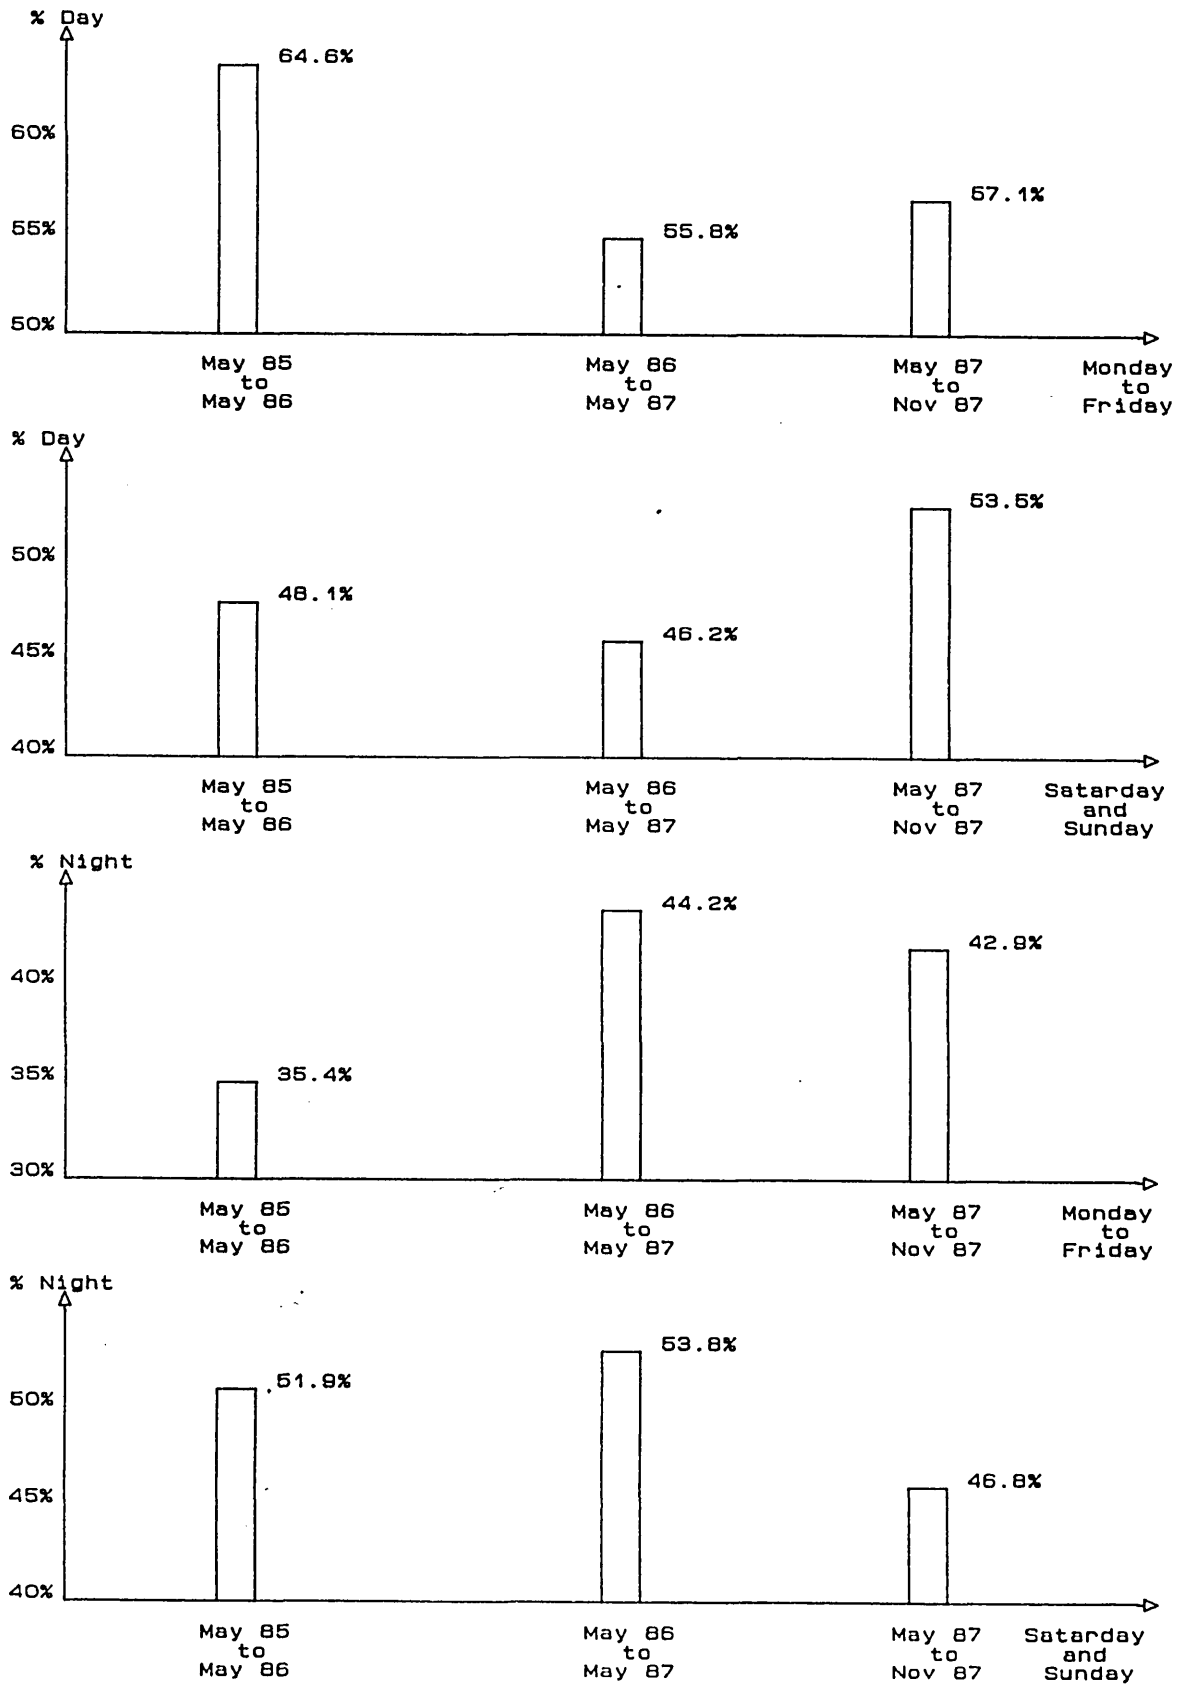 % Day
64.6%
60%
57.1%
55%
55.8%
50%
May 85 May 86 May 87 Monday
to to to to
May 86 May 87 Nov 87 Friday
% Day
53.5%
50%
48.1%
46.2%
45%
40%
May 85 May 86 May 87 Satarday
to to to and
May 86 May 87 Nov 87 Sunday
% Night
44.2%
42.9%
40%
35%
35.4%
30%
May 85 May 86 May 87 Monday
to to to to
May 86 May 87 Nov 87 Friday
% Night
53.8%
51.9%
50%
46.8%
45%
40%
May 85 May 86 May 87 Satarday
to to to and
May 86 May 87 Nov 87 Sunday